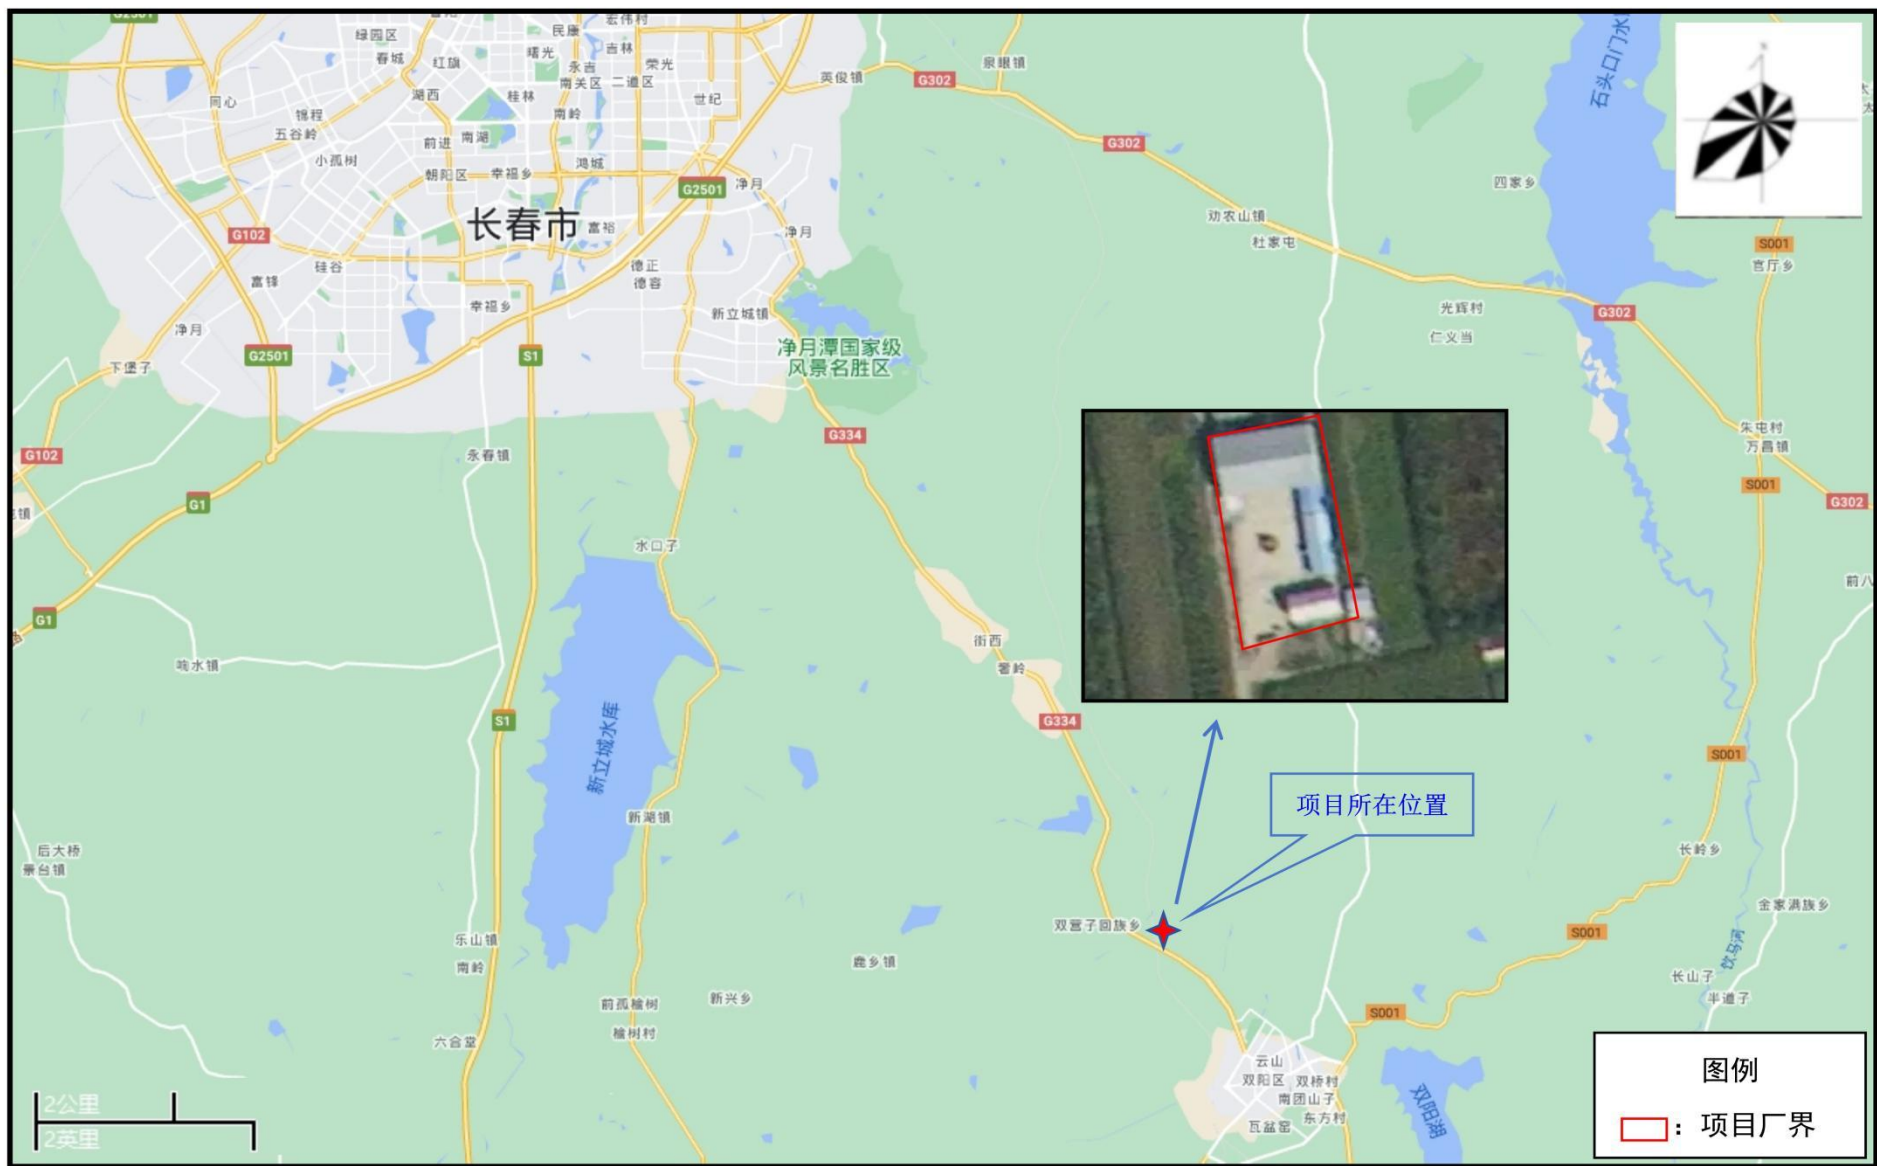 G2501
宏伟村
民康
绿园区
曙光
吉林
春城
红旗
永吉
荣光
南关区
二道区
泉眼镇
英俊镇
G302
石头口门水
湖西
桂林
世纪
同心
锦程
南岭
五谷岭
前进
南湖
G302
小孤树
鸿城
朝阳区
幸福乡
G2501
净月
四家乡
长春市
富裕
劝农山镇
G102
净月
杜家屯
S001
官厅乡
硅谷
德正
富锋
德容
幸福乡
新立城镇
光辉村
G302
净月
仁义当
G2501
S1
净月潭国家级
风景名胜区
下堡子
G334
朱屯村
万昌镇
G102
永春镇
S001
G1
G302
水口子
前八
G1
街西
响水镇
奢岭
S1
G334
新立城水库
S001
项目所在位置
新湖镇
后大桥
景台镇
长岭乡
金家满族乡
双营子回族乡
S001
乐山镇
饮马河
南岭
鹿乡镇
长山子
前孤榆树
新兴乡
半道子
S001
榆树村
六合堂
云山
双阳区
双桥村
南团山子
东方村
瓦盆窑
双阳湖
2公里
2英里
图例
：项目厂界